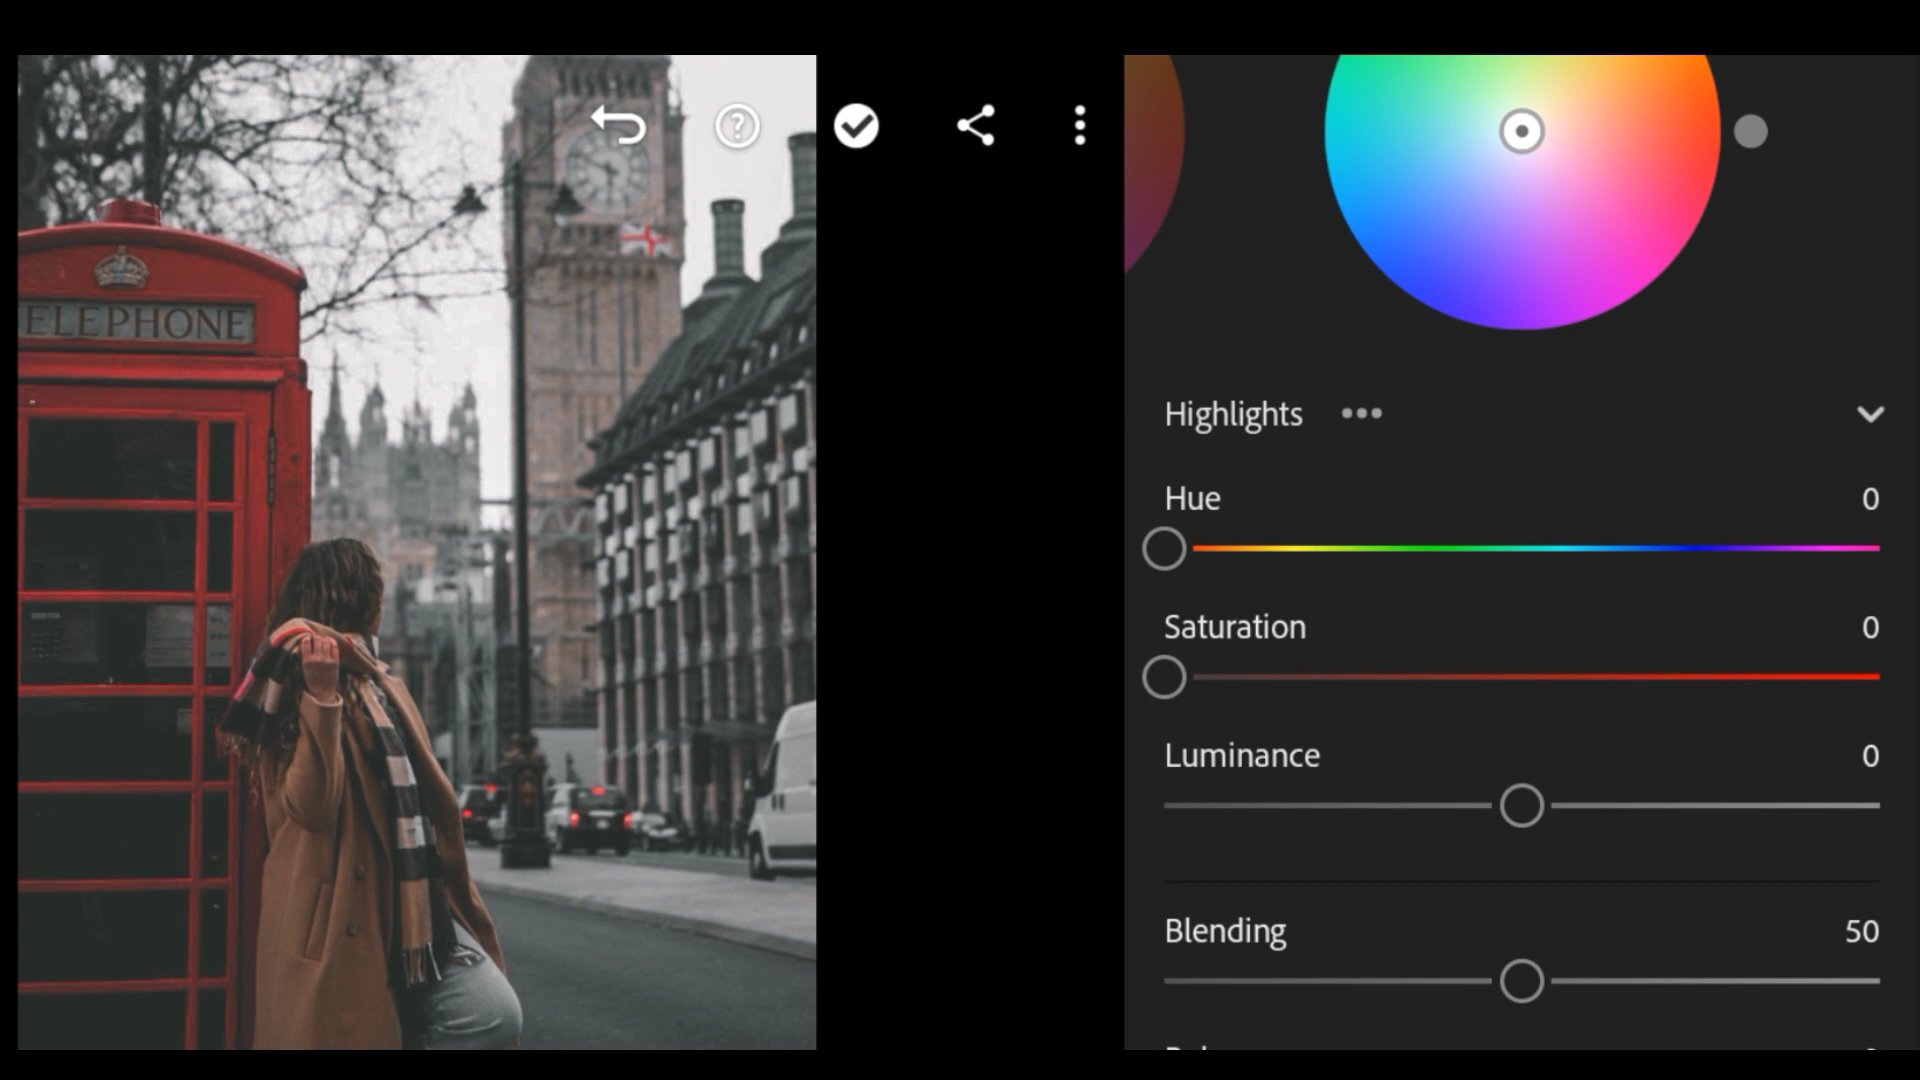 ELEPHONE
Highlights
Hue 0
Saturation 0
Luminance 0
Blending 50